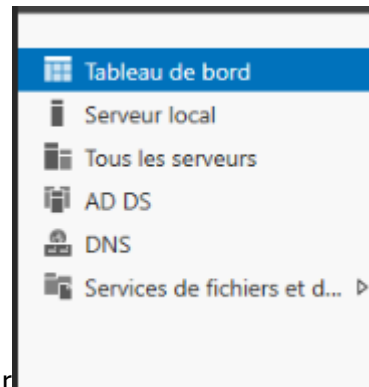 Tableau de bord
Serveur local
Tous les serveurs
AD DS
DNS
Services de fichiers et d...
r